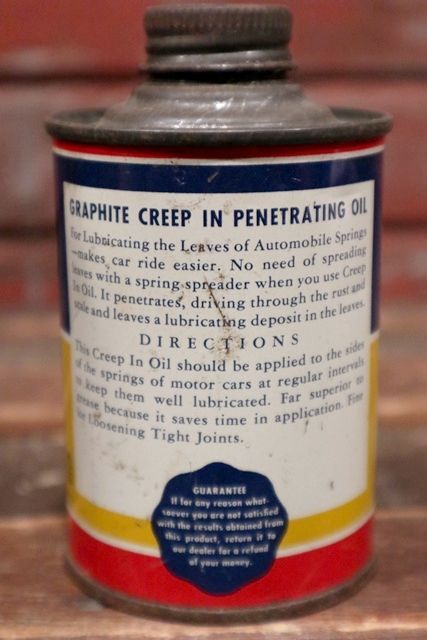 GRAPHITE CREEP IN PENETRATING OIL
For Lubricating the Leaves of Automobile Springs
—makes car ride easier. No need of spreading
leaves with a spring spreader when you use Creep
In Oil. It penetrates, driving through the rust and
scale and leaves a lubricating deposit in the leaves.
DIRECTIONS
This Creep In Oil should be applied to the sides
of the springs of motor cars at regular intervals
to keep them well lubricated. Far superior to
grease because it saves time in application. Fine
for Loosening Tight Joints.
GUARANTEE
If for any reason what-
soever you are not satisfied
with the results obtained from
this product, return it to
our dealer for a refund
of your money.